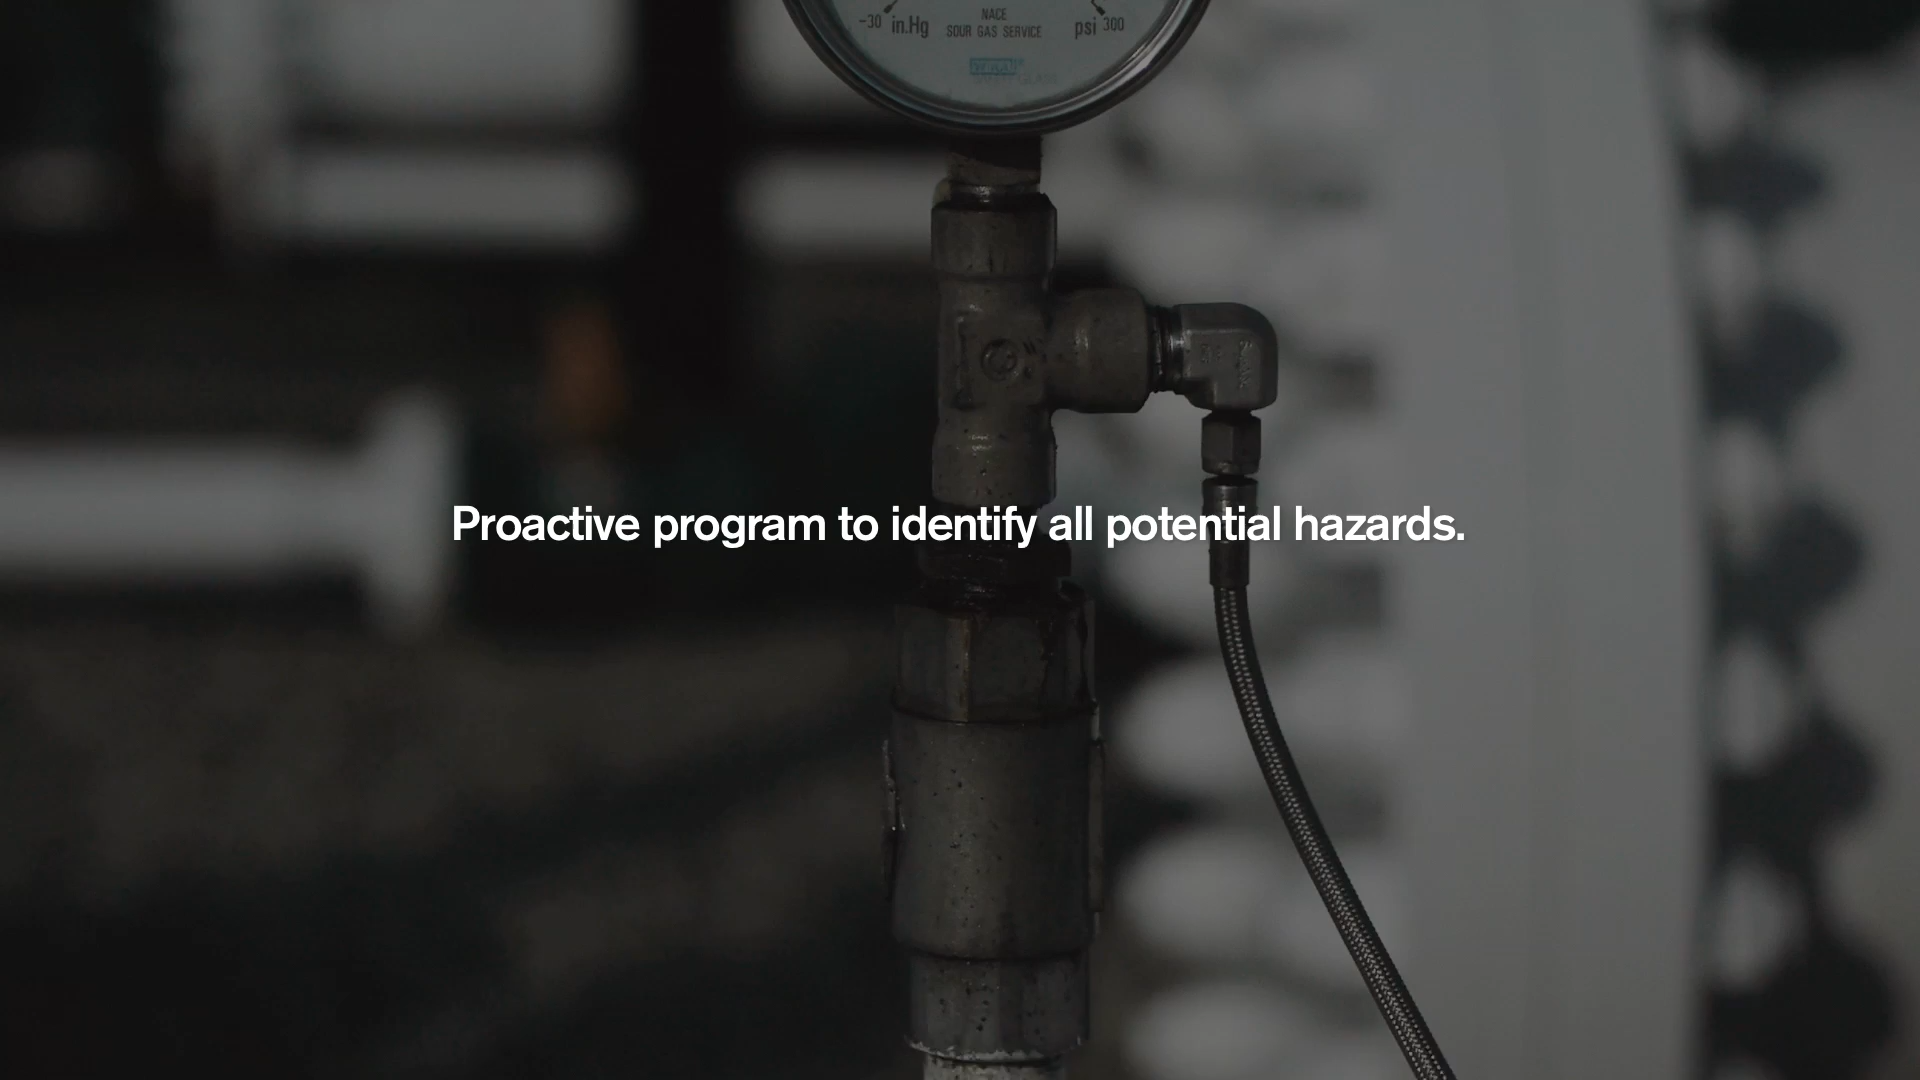 -30 in.Hg NACE psi 300
SOUR GAS SERVICE
Proactive program to identify all potential hazards.